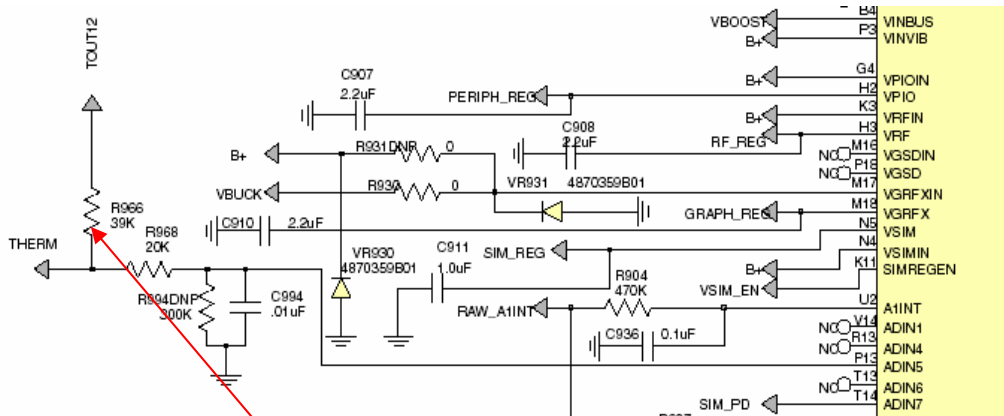 TOUT12
R966
39K
THERM
R968
20K
R994DNP
300K
C994
.01uF
C907
2.2uF
PERIPH_REG
B+
R931DNP
0
VBUCK
R930
0
C910
2.2uF
VR930
4870359B01
C911
1.0uF
VR931
4870359B01
C908
2.2uF
RF_REG
GRAPH_REG
SIM_REG
R904
470K
RAW_A1INT
C936
0.1uF
VSIM_EN
SIM_PD
VBOOST
B4
VINBUS
B+
P3
VINVIB
B+
G4
VPIOIN
H2
VPIO
B+
K3
VRFIN
H3
VRF
NC
M16
VGSDIN
NC
P18
VGSD
M17
VGRFXIN
M18
VGRFX
N5
VSIM
N4
VSIMIN
B+
K11
SIMREGEN
U2
A1INT
NC
V14
ADIN1
NC
R13
ADIN4
P13
ADIN5
NC
T13
ADIN6
T14
ADIN7